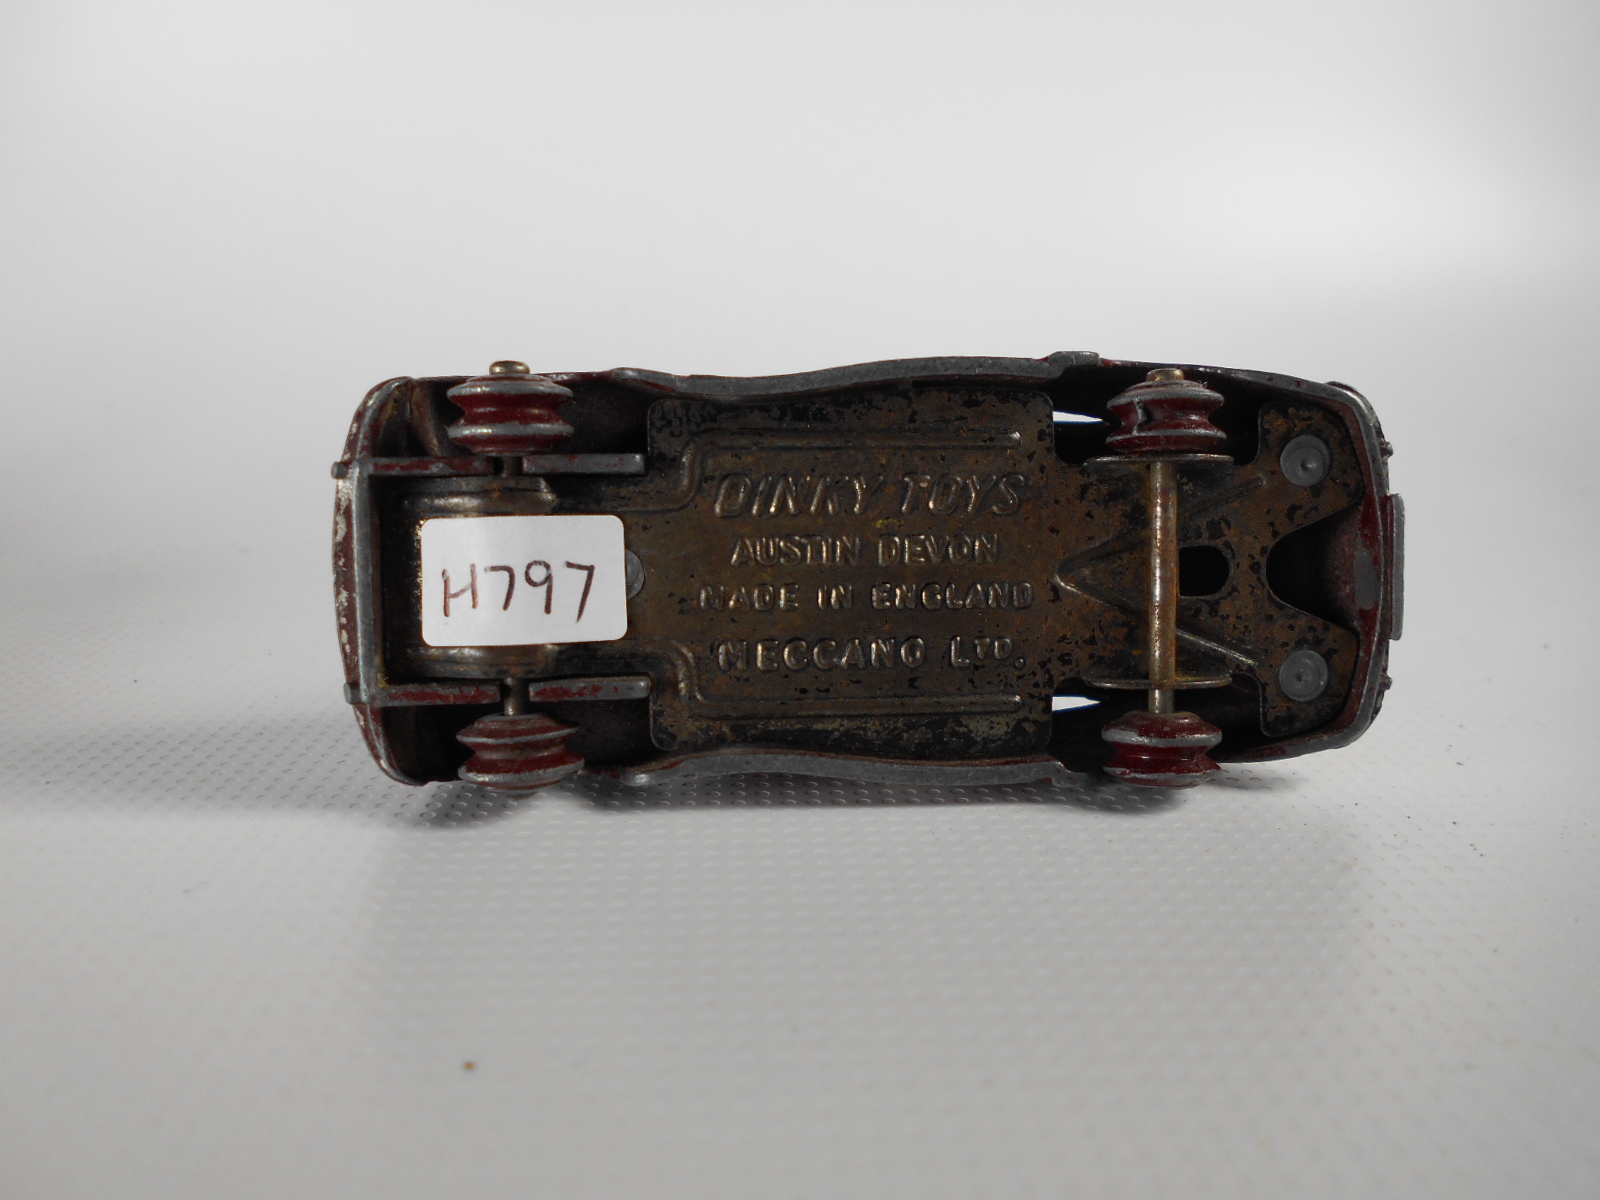 H797
DINKY TOYS
AUSTIN DEVON
MADE IN ENGLAND
MECCANO LTD.